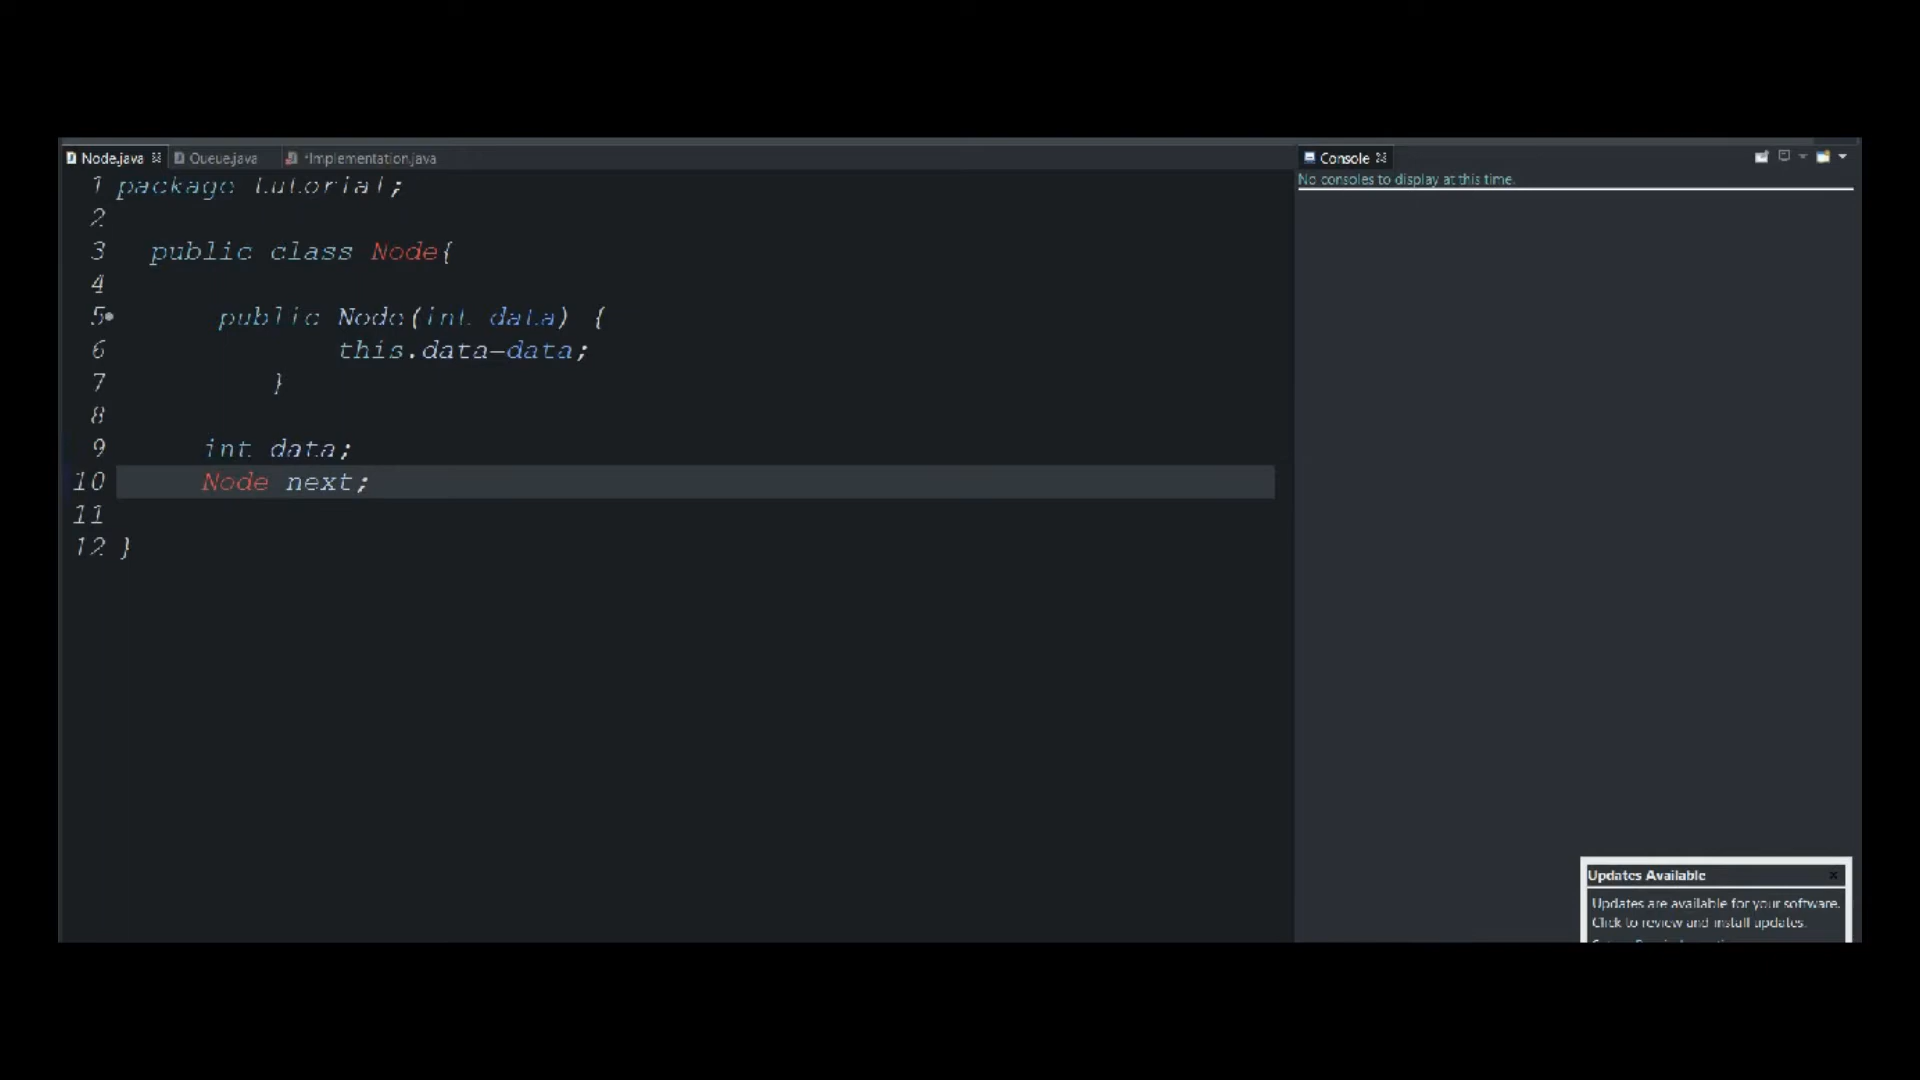 Node.java
Queue.java
*Implementation.java
1 package tutorial;
2
3 public class Node{
4
5 public Node(int data) {
6 this.data=data;
7 }
8
9 int data;
10 Node next;
11
12 }
Console
No consoles to display at this time.
Updates Available
Updates are available for your software.
Click to review and install updates.